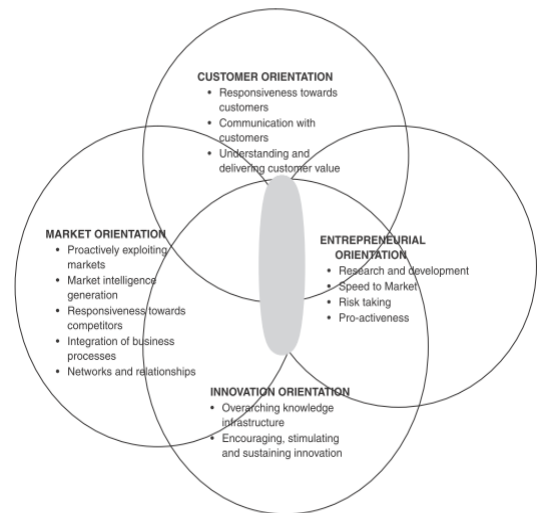 CUSTOMER ORIENTATION
• Responsiveness towards
customers
• Communication with
customers
• Understanding and
delivering customer value
MARKET ORIENTATION
• Proactively exploiting
markets
• Market intelligence
generation
• Responsiveness towards
competitors
• Integration of business
processes
• Networks and relationships
ENTREPRENEURIAL
ORIENTATION
• Research and development
• Speed to Market
• Risk taking
• Pro-activeness
INNOVATION ORIENTATION
• Overarching knowledge
infrastructure
• Encouraging, stimulating
and sustaining innovation